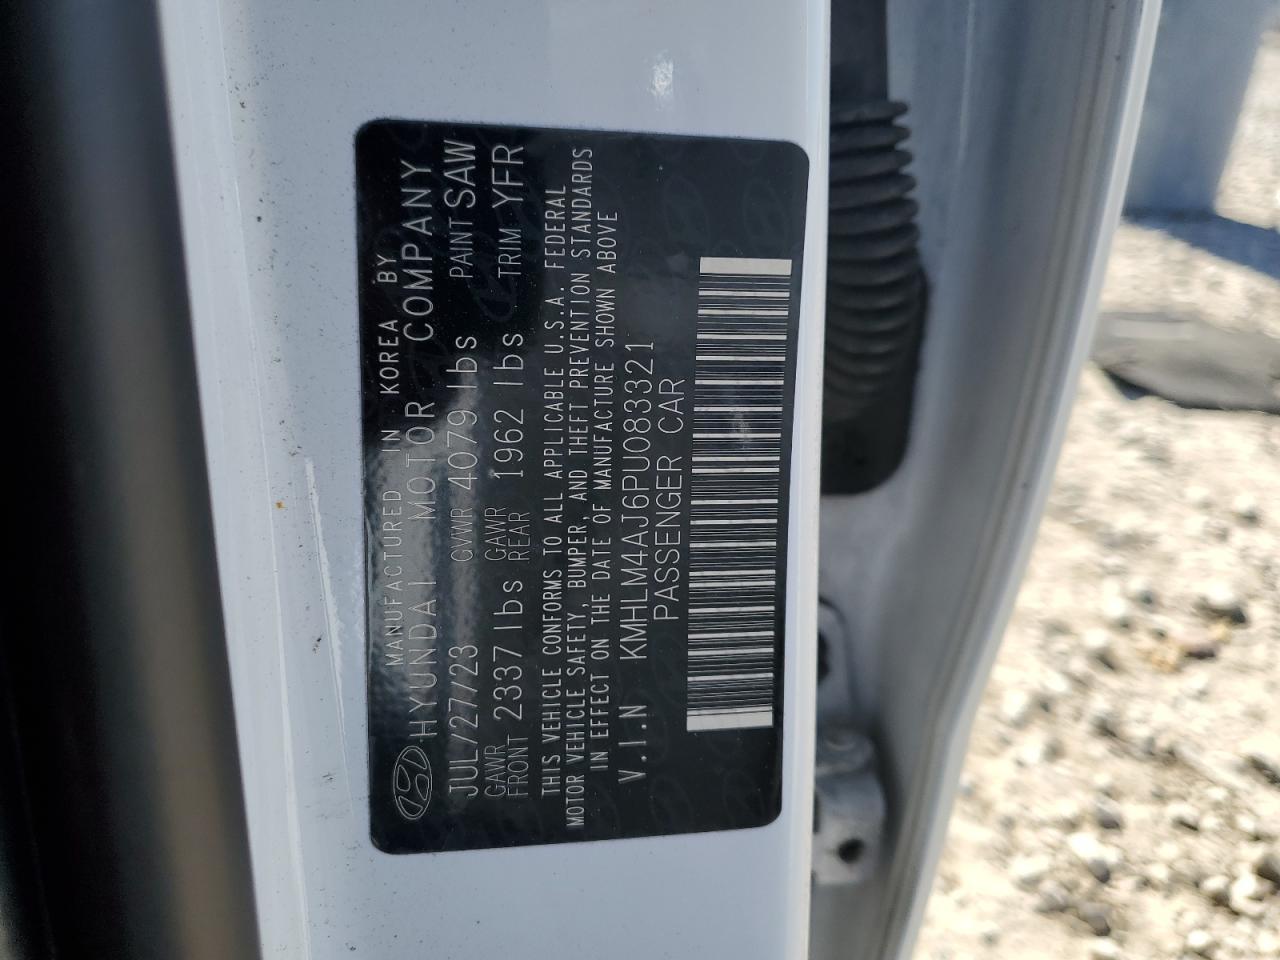 MANUFACTURED IN KOREA BY
HYUNDAI MOTOR COMPANY
JUL/27/23 GVWR 4079 lbs PAINT SAW
GAWR FRONT 2337 lbs GAWR REAR 1962 lbs TRIM YFR
THIS VEHICLE CONFORMS TO ALL APPLICABLE U.S.A. FEDERAL
MOTOR VEHICLE SAFETY, BUMPER, AND THEFT PREVENTION STANDARDS
IN EFFECT ON THE DATE OF MANUFACTURE SHOWN ABOVE
V.I.N KMHLM4AJ6PU083321
PASSENGER CAR